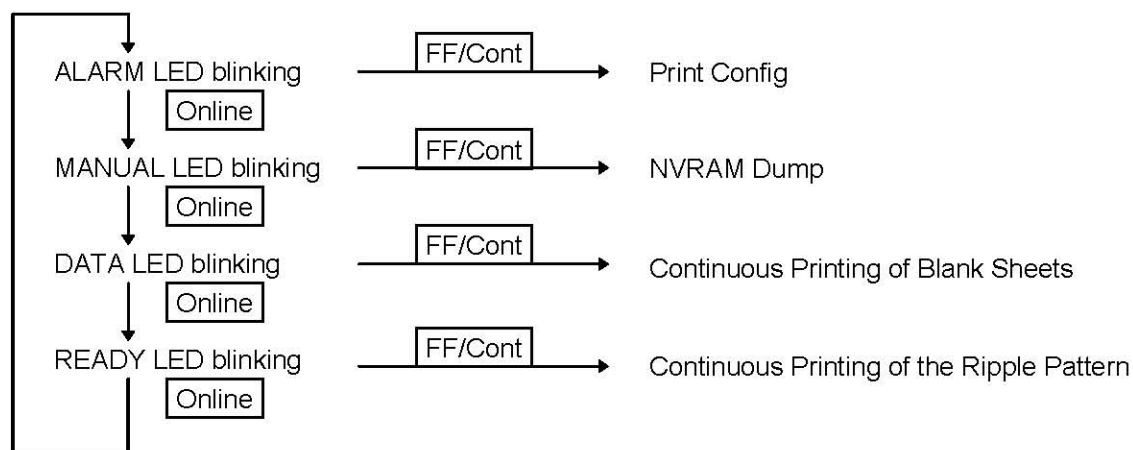 ALARM LED blinking FF/Cont Print Config
Online
MANUAL LED blinking FF/Cont NVRAM Dump
Online
DATA LED blinking FF/Cont Continuous Printing of Blank Sheets
Online
READY LED blinking FF/Cont Continuous Printing of the Ripple Pattern
Online